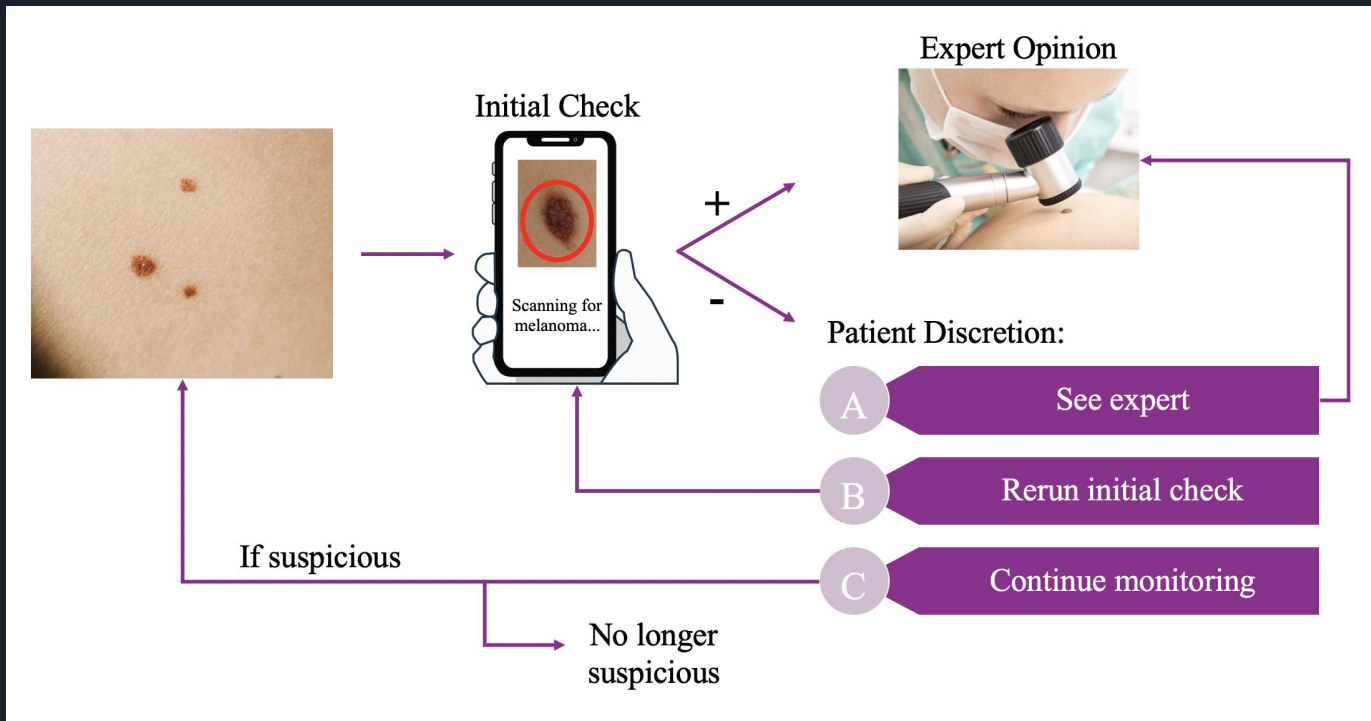 Expert Opinion
Initial Check
Scanning for
melanoma...
+
-
Patient Discretion:
A
See expert
B
Rerun initial check
C
Continue monitoring
If suspicious
No longer
suspicious